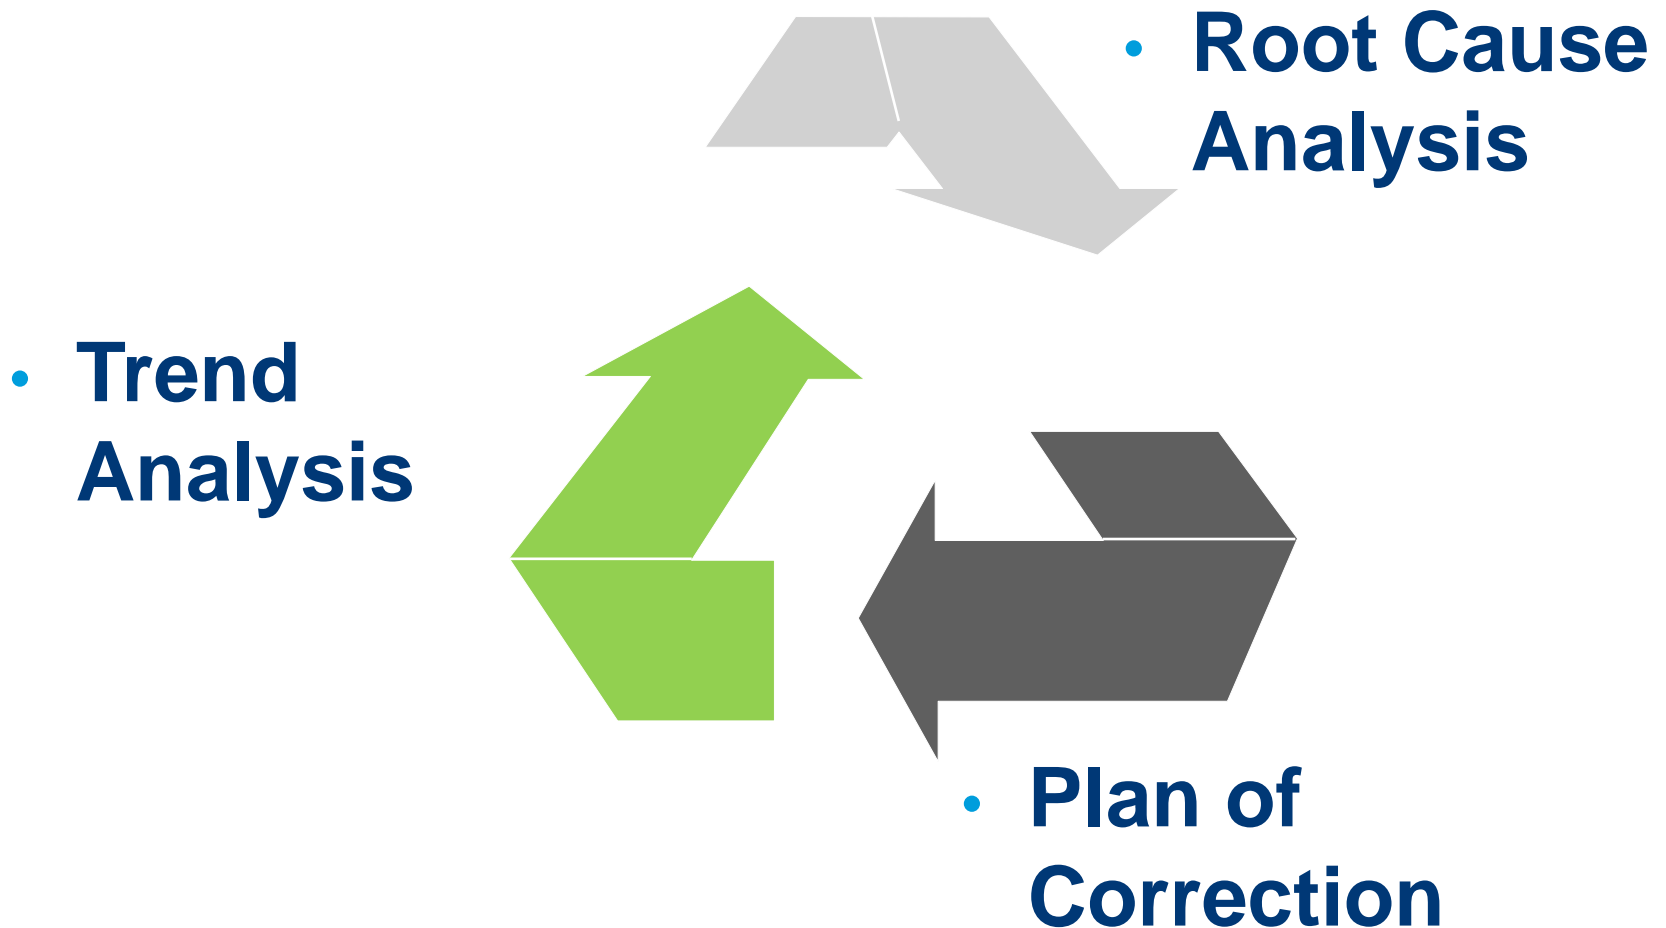 • Root Cause
Analysis
• Trend
Analysis
• Plan of
Correction